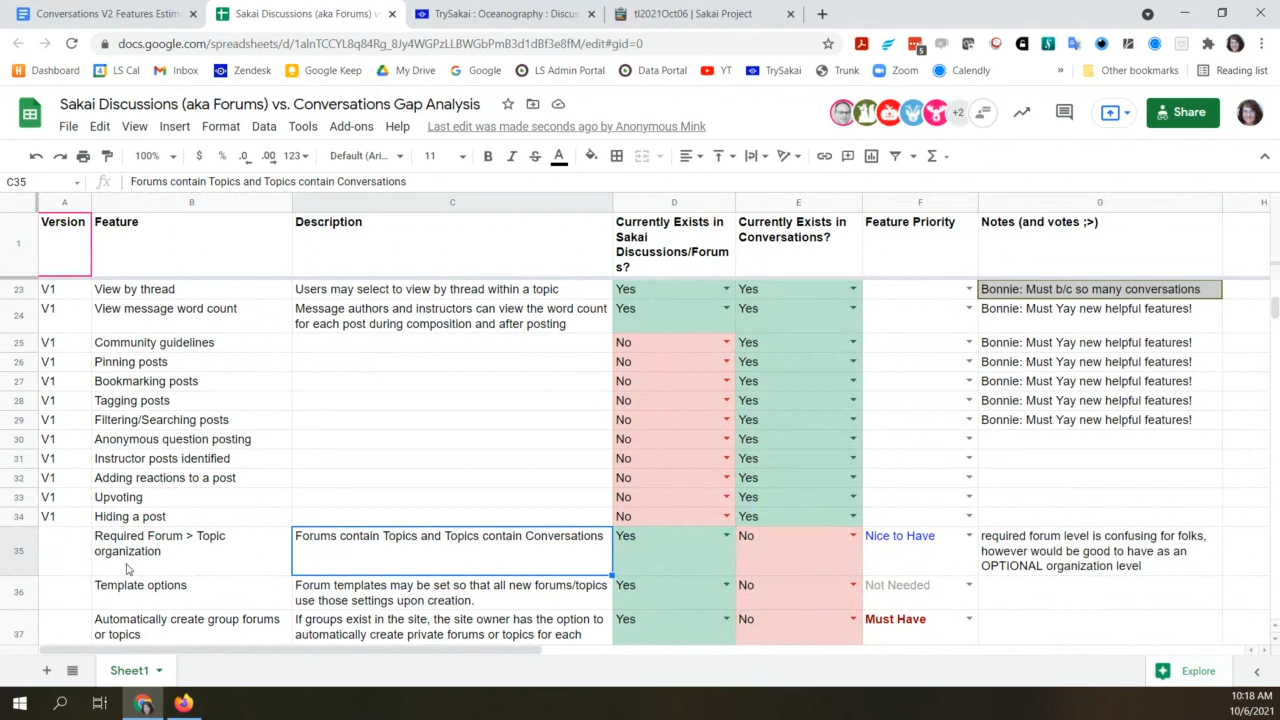 Conversations V2 Features Estim
Sakai Discussions (aka Forums) vs
TrySakai : Oceanography : Discus
tl2021Oct06 | Sakai Project
docs.google.com/spreadsheets/d/1alnTCCYL8q84Rg_8Jy4WGPzLLBWGbPmB3d1dBf3e8fM/edit#gid=0
5
Dashboard LS Cal Inbox Zendesk Google Keep My Drive Google LS Admin Portal Data Portal YT TrySakai Trunk Zoom Calendly » Other bookmarks Reading list
Sakai Discussions (aka Forums) vs. Conversations Gap Analysis
+2
Share
File Edit View Insert Format Data Tools Add-ons Help Last edit was made seconds ago by Anonymous Mink
100% $ % .0 .00 123 Default (Ari... 11 B I S A
C35 fx Forums contain Topics and Topics contain Conversations
A B C D E F G H
1 Version Feature Description Currently Exists in Sakai Discussions/Forums? Currently Exists in Conversations? Feature Priority Notes (and votes ;>)
23 V1 View by thread Users may select to view by thread within a topic Yes Yes Bonnie: Must b/c so many conversations
24 V1 View message word count Message authors and instructors can view the word count for each post during composition and after posting Yes Yes Bonnie: Must Yay new helpful features!
25 V1 Community guidelines No Yes Bonnie: Must Yay new helpful features!
26 V1 Pinning posts No Yes Bonnie: Must Yay new helpful features!
27 V1 Bookmarking posts No Yes Bonnie: Must Yay new helpful features!
28 V1 Tagging posts No Yes Bonnie: Must Yay new helpful features!
29 V1 Filtering/Searching posts No Yes Bonnie: Must Yay new helpful features!
30 V1 Anonymous question posting No Yes
31 V1 Instructor posts identified No Yes
32 V1 Adding reactions to a post No Yes
33 V1 Upvoting No Yes
34 V1 Hiding a post No Yes
35 Required Forum > Topic organization Forums contain Topics and Topics contain Conversations Yes No Nice to Have required forum level is confusing for folks, however would be good to have as an OPTIONAL organization level
36 Template options Forum templates may be set so that all new forums/topics use those settings upon creation. Yes No Not Needed
37 Automatically create group forums or topics If groups exist in the site, the site owner has the option to automatically create private forums or topics for each Yes No Must Have
Sheet1
Explore
10:18 AM
10/6/2021